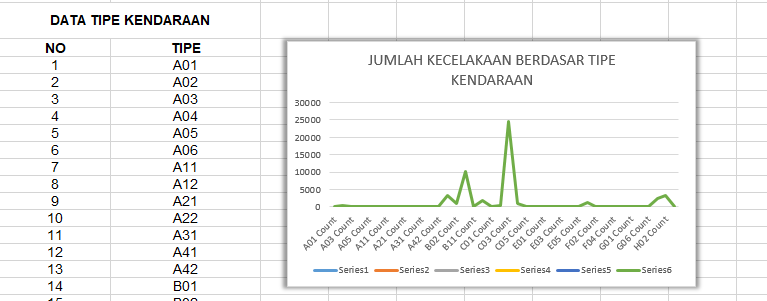 DATA TIPE KENDARAAN
NO TIPE
1 A01
2 A02
3 A03
4 A04
5 A05
6 A06
7 A11
8 A12
9 A21
10 A22
11 A31
12 A41
13 A42
14 B01
JUMLAH KECELAKAAN BERDASAR TIPE
KENDARAAN
30000
25000
20000
15000
10000
5000
0
A01 Count
A03 Count
A05 Count
A11 Count
A21 Count
A31 Count
A42 Count
B02 Count
B11 Count
C01 Count
C03 Count
C05 Count
E01 Count
E03 Count
E05 Count
F02 Count
F04 Count
G01 Count
G06 Count
H02 Count
Series1 Series2 Series3 Series4 Series5 Series6